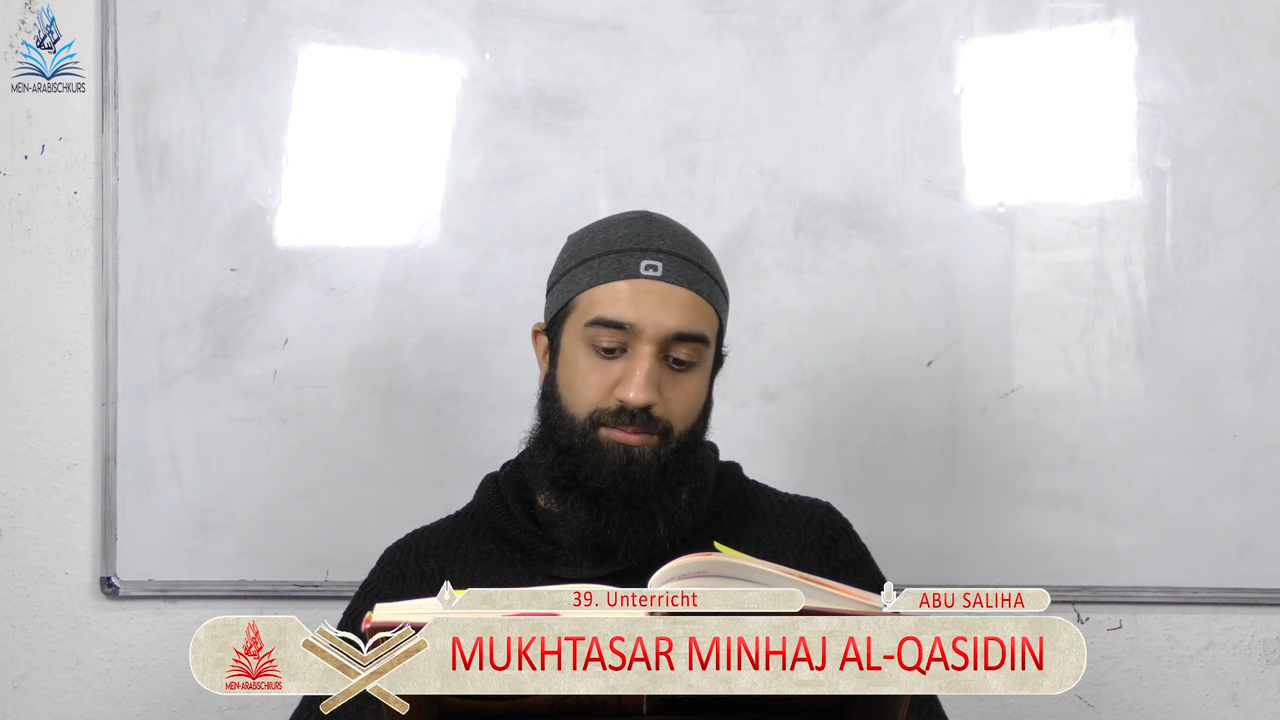 MEIN-ARABISCHKURS
39. Unterricht
ABU SALIHA
MUKHTASAR MINHAJ AL-QASIDIN
MEIN-ARABISCHKURS